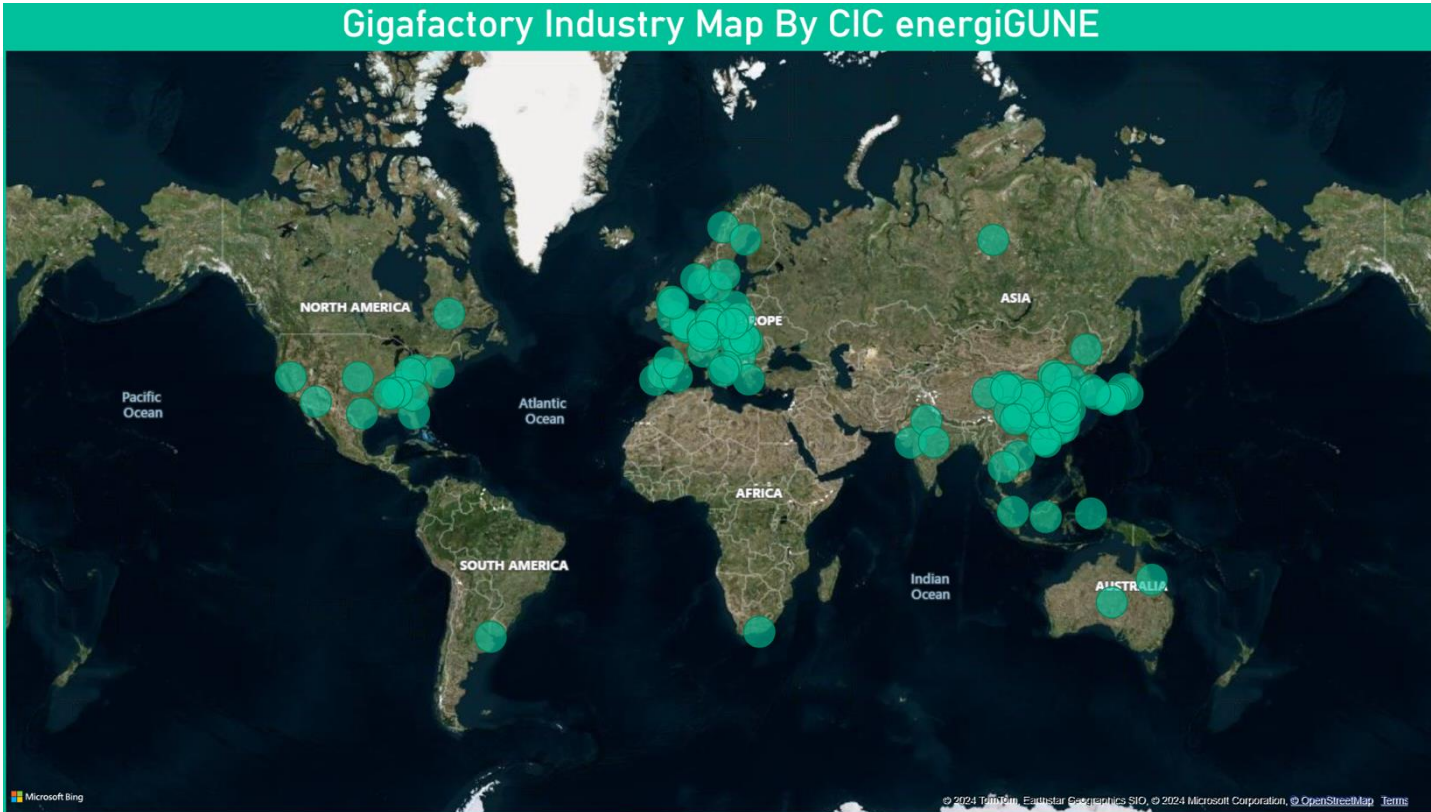 Gigafactory Industry Map By CIC energiGUNE
NORTH AMERICA
ASIA
ROPE
Pacific
Ocean
Atlantic
Ocean
AFRICA
SOUTH AMERICA
Indian
Ocean
AUSTRALIA
Microsoft Bing
© 2024 TomTom, Earthstar Geographics SIO, © 2024 Microsoft Corporation, © OpenStreetMap Terms